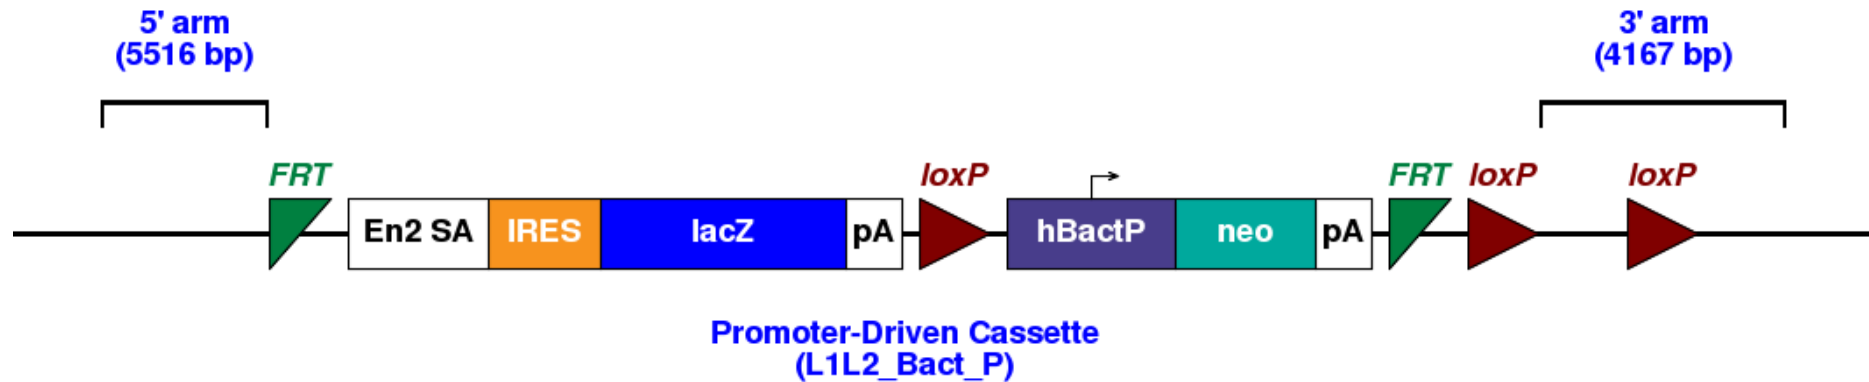 5' arm
(5516 bp)
3' arm
(4167 bp)
FRT
loxP
FRT
loxP
loxP
En2 SA
IRES
lacZ
pA
hBactP
neo
pA
Promoter-Driven Cassette
(L1L2_Bact_P)